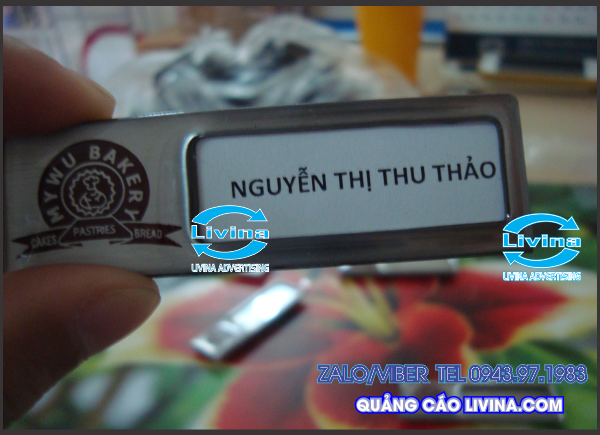 MYWU BAKERY
CAKES PASTRIES BREAD
NGUYỄN THỊ THU THẢO
Livina
LIVINA ADVERTISING
Livina
LIVINA ADVERTISING
ZALO/VIBER TEL 0943.97.1983
QUẢNG CÁO LIVINA.COM